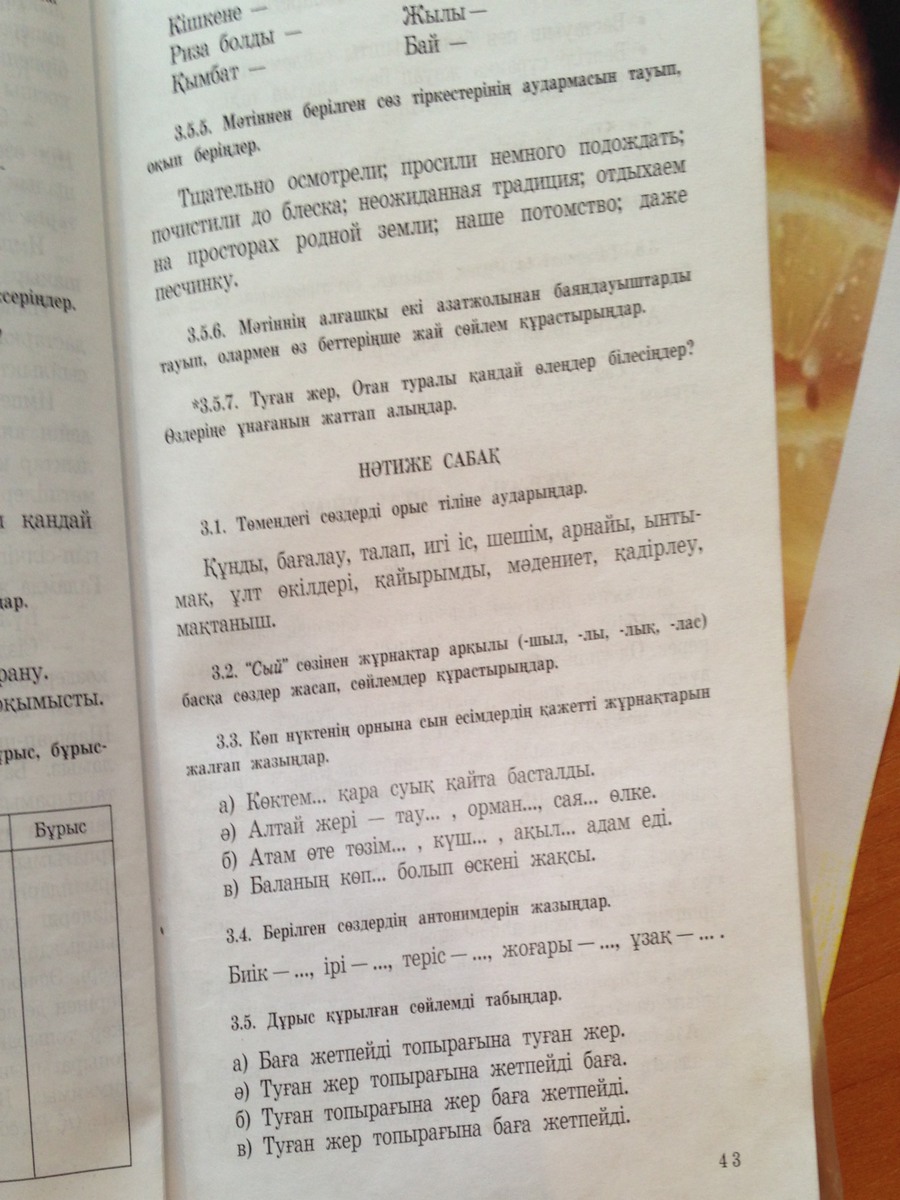 Кішкене —
Жылы —
Риза болды —
Бай —
Қымбат —
3.5.5. Мәтіннен берілген сөз тіркестерінің аудармасын тауып,
оқып беріңдер.
Тщательно осмотрели; просили немного подождать;
почистили до блеска; неожиданная традиция; отдыхаем
на просторах родной земли; наше потомство; даже
песчинку.
3.5.6. Мәтіннің алғашқы екі азатжолынан баяндауыштарды
тауып, олармен өз беттеріңше жай сөйлем құрастырыңдар.
*3.5.7. Туған жер, Отан туралы қандай өлеңдер білесіңдер?
Өздеріңе ұнағанын жаттап алыңдар.
НӘТИЖЕ САБАҚ
3.1. Төмендегі сөздерді орыс тіліне аударыңдар.
Құнды, бағалау, талап, игі іс, шешім, арнайы, ынты-
мақ, ұлт өкілдері, қайырымды, мәдениет, қадірлеу,
мақтаныш.
3.2. "Сый" сөзінен жұрнақтар арқылы (-шыл, -лы, -лық, -лас)
басқа сөздер жасап, сөйлемдер құрастырыңдар.
3.3. Көп нүктенің орнына сын есімдердің қажетті жұрнақтарын
жалғап жазыңдар.
а) Көктем... қара суық қайта басталды.
ә) Алтай жері — тау... , орман..., сая... өлке.
б) Атам өте төзім... , күш... , ақыл... адам еді.
в) Баланың көп... болып өскені жақсы.
3.4. Берілген сөздердің антонимдерін жазыңдар.
Биік — ..., ірі — ..., теріс — ..., жоғары — ..., ұзақ — ... .
3.5. Дұрыс құрылған сөйлемді табыңдар.
а) Баға жетпейді топырағына туған жер.
ә) Туған жер топырағына жетпейді баға.
б) Туған топырағына жер баға жетпейді.
в) Туған жер топырағына баға жетпейді.
43
қандай
Бұрыс